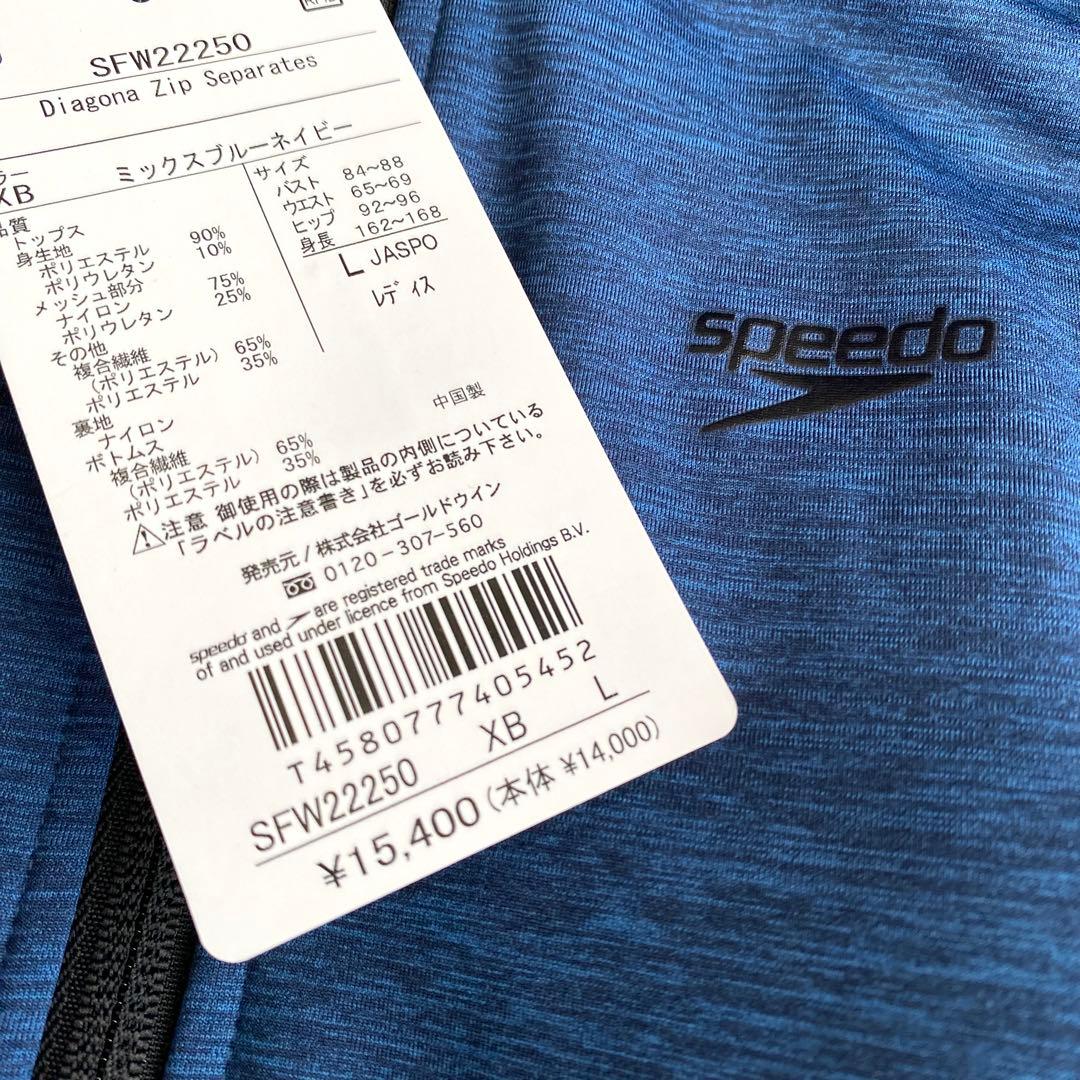 SFW22250
Diagona Zip Separates
ラー
XB ミックスブルーネイビー
品質
トップス
身生地
ポリエステル 90%
ポリウレタン 10%
メッシュ部分
ナイロン 75%
ポリウレタン 25%
その他
複合繊維
(ポリエステル) 65%
ポリエステル 35%
裏地
ナイロン
ボトムス
複合繊維
(ポリエステル) 65%
ポリエステル 35%
サイズ
バスト 84~88
ウエスト 65~69
ヒップ 92~96
身長 162~168
L JASPO
レディス
中国製
注意 御使用の際は製品の内側についている
「ラベルの注意書き」を必ずお読み下さい。
発売元/株式会社ゴールドウイン
0120-307-560
speedo and are registered trade marks
of and used under licence from Speedo Holdings B.V.
T4580777405452
SFW22250 XB L
¥15,400(本体 ¥14,000)
speedo